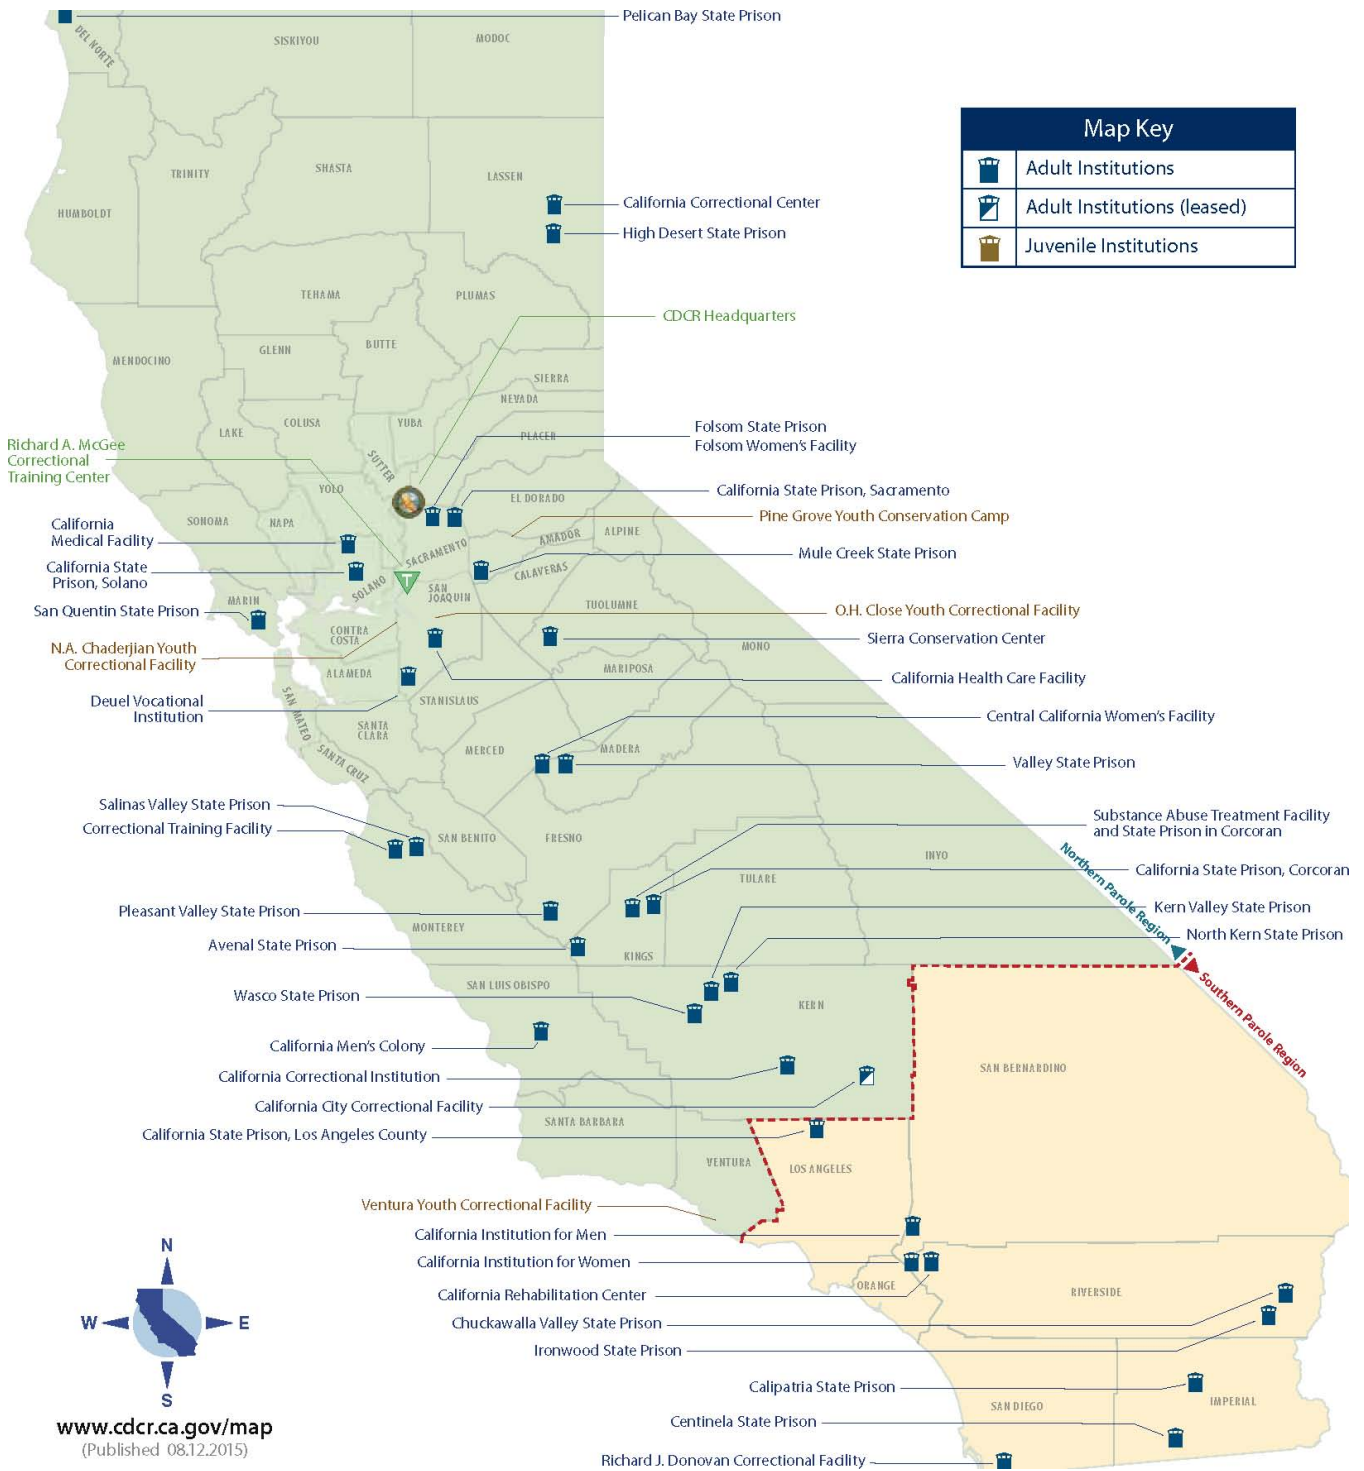 Pelican Bay State Prison
DEL NORTE
SISKIYOU
MODOC
Map Key
Adult Institutions
Adult Institutions (leased)
Juvenile Institutions
TRINITY
SHASTA
LASSEN
HUMBOLDT
California Correctional Center
High Desert State Prison
TEHAMA
PLUMAS
CDCR Headquarters
MENDOCINO
GLENN
BUTTE
SIERRA
NEVADA
LAKE
COLUSA
YUBA
PLACER
SUTTER
Folsom State Prison
Folsom Women's Facility
Richard A. McGee
Correctional
Training Center
YOLO
EL DORADO
California State Prison, Sacramento
Pine Grove Youth Conservation Camp
SONOMA
NAPA
SACRAMENTO
AMADOR
ALPINE
California
Medical Facility
Mule Creek State Prison
California State
Prison, Solano
SOLANO
SAN
JOAQUIN
CALAVERAS
MARIN
San Quentin State Prison
TUOLUMNE
O.H. Close Youth Correctional Facility
CONTRA
COSTA
Sierra Conservation Center
MONO
N.A. Chaderjian Youth
Correctional Facility
ALAMEDA
MARIPOSA
California Health Care Facility
Deuel Vocational
Institution
SAN MATEO
STANISLAUS
SANTA
CLARA
Central California Women's Facility
MERCED
MADERA
SANTA CRUZ
Valley State Prison
Salinas Valley State Prison
Correctional Training Facility
SAN BENITO
FRESNO
Substance Abuse Treatment Facility
and State Prison in Corcoran
INYO
TULARE
California State Prison, Corcoran
Northern Parole Region
Pleasant Valley State Prison
MONTEREY
Kern Valley State Prison
North Kern State Prison
Avenal State Prison
KINGS
Southern Parole Region
SAN LUIS OBISPO
Wasco State Prison
KERN
California Men's Colony
SAN BERNARDINO
California Correctional Institution
California City Correctional Facility
SANTA BARBARA
California State Prison, Los Angeles County
VENTURA
LOS ANGELES
Ventura Youth Correctional Facility
California Institution for Men
California Institution for Women
ORANGE
RIVERSIDE
California Rehabilitation Center
Chuckawalla Valley State Prison
Ironwood State Prison
N
W
E
S
Calipatria State Prison
SAN DIEGO
IMPERIAL
Centinela State Prison
Richard J. Donovan Correctional Facility
T
www.cdcr.ca.gov/map
(Published 08.12.2015)